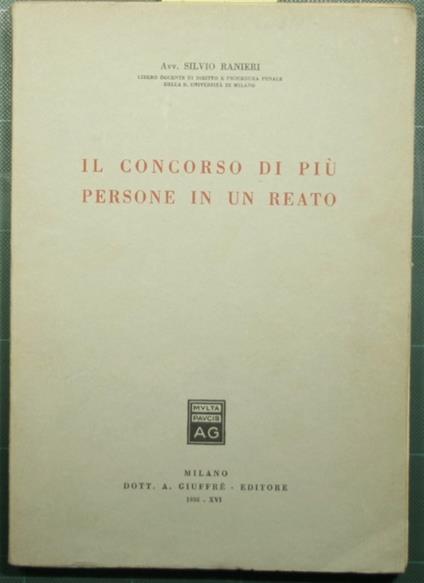 Avv. SILVIO RANIERI
LIBERO DOCENTE DI DIRITTO E PROCEDURA PENALE
DELLA R. UNIVERSITÀ DI MILANO
IL CONCORSO DI PIÙ
PERSONE IN UN REATO
MVLTA
PAVCIS
AG
MILANO
DOTT. A. GIUFFRÈ - EDITORE
1938 - XVI